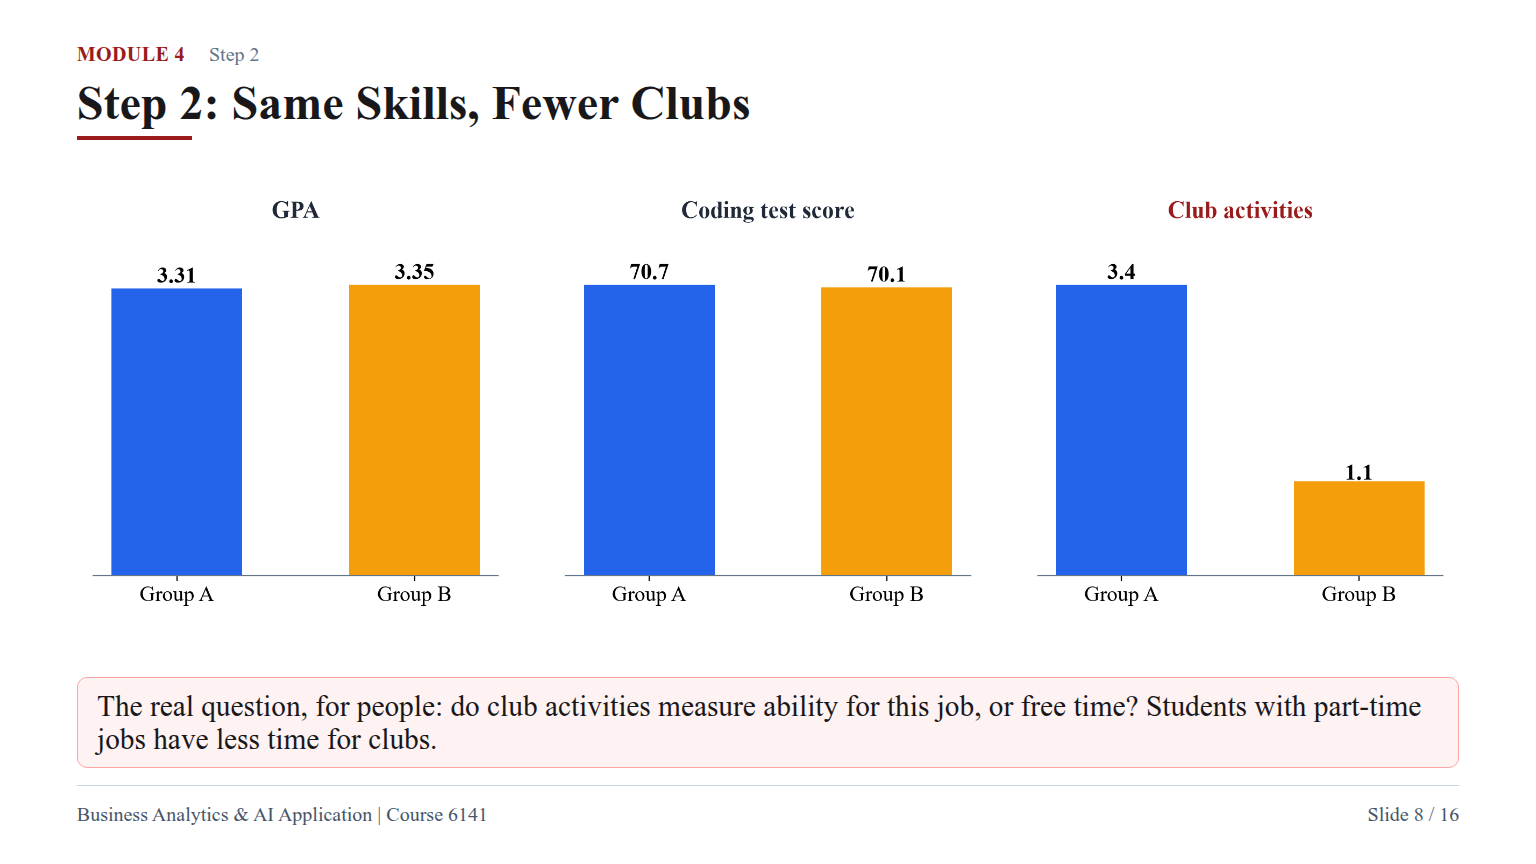 MODULE 4 Step 2
Step 2: Same Skills, Fewer Clubs
GPA
3.31
3.35
Group A
Group B
Coding test score
70.7
70.1
Group A
Group B
Club activities
3.4
1.1
Group A
Group B
The real question, for people: do club activities measure ability for this job, or free time? Students with part-time
jobs have less time for clubs.
Business Analytics & AI Application | Course 6141
Slide 8 / 16